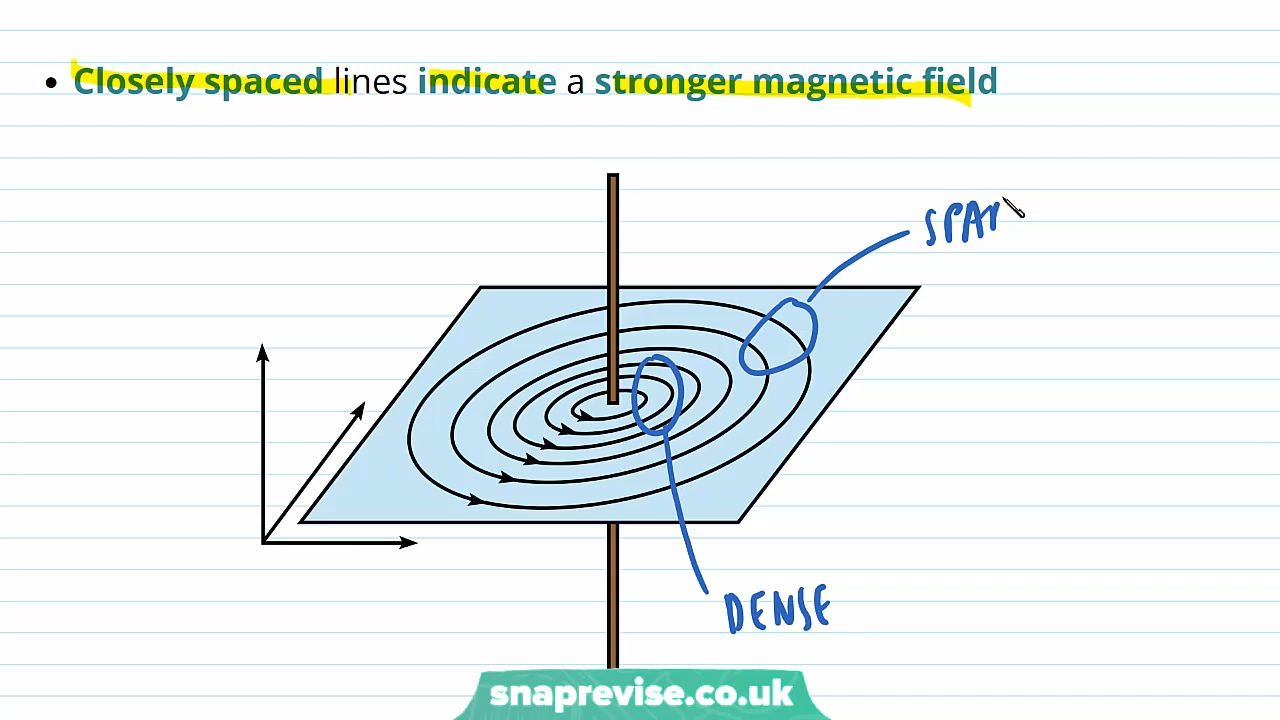 • Closely spaced lines indicate a stronger magnetic field
SPAR
DENSE
snaprevise.co.uk